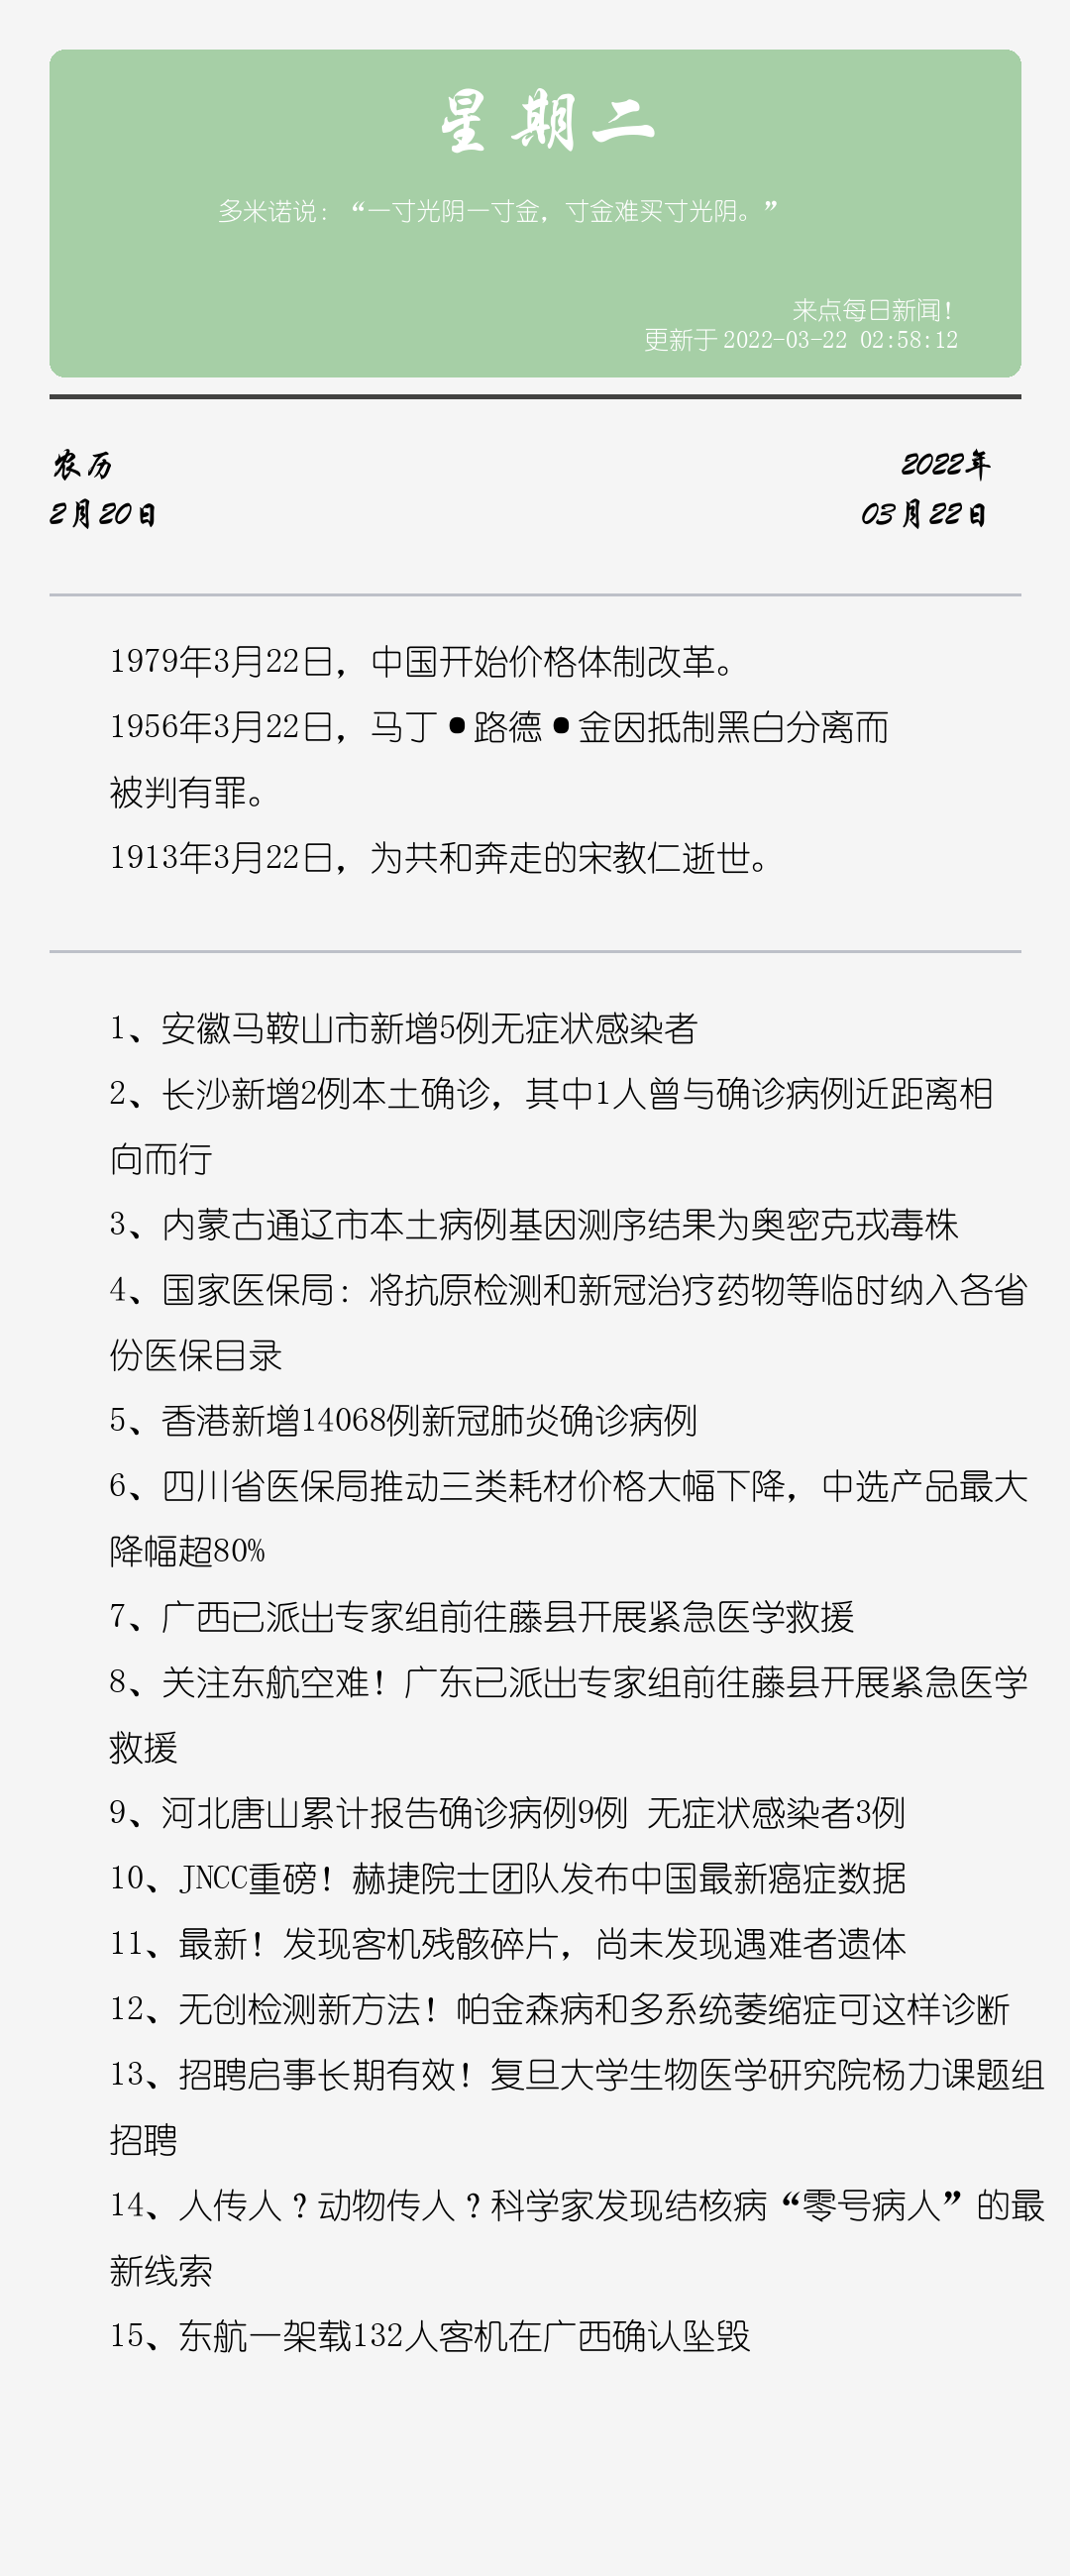 星期二
多米诺说：“一寸光阴一寸金，寸金难买寸光阴。”
来点每日新闻！
更新于2022-03-22 02:58:12
农历
2月20日
2022年
03月22日
1979年3月22日，中国开始价格体制改革。
1956年3月22日，马丁•路德•金因抵制黑白分离而
被判有罪。
1913年3月22日，为共和奔走的宋教仁逝世。
1、安徽马鞍山市新增5例无症状感染者
2、长沙新增2例本土确诊，其中1人曾与确诊病例近距离相
向而行
3、内蒙古通辽市本土病例基因测序结果为奥密克戎毒株
4、国家医保局：将抗原检测和新冠治疗药物等临时纳入各省
份医保目录
5、香港新增14068例新冠肺炎确诊病例
6、四川省医保局推动三类耗材价格大幅下降，中选产品最大
降幅超80%
7、广西已派出专家组前往藤县开展紧急医学救援
8、关注东航空难！广东已派出专家组前往藤县开展紧急医学
救援
9、河北唐山累计报告确诊病例9例 无症状感染者3例
10、JNCC重磅！赫捷院士团队发布中国最新癌症数据
11、最新！发现客机残骸碎片，尚未发现遇难者遗体
12、无创检测新方法！帕金森病和多系统萎缩症可这样诊断
13、招聘启事长期有效！复旦大学生物医学研究院杨力课题组
招聘
14、人传人？动物传人？科学家发现结核病“零号病人”的最
新线索
15、东航一架载132人客机在广西确认坠毁